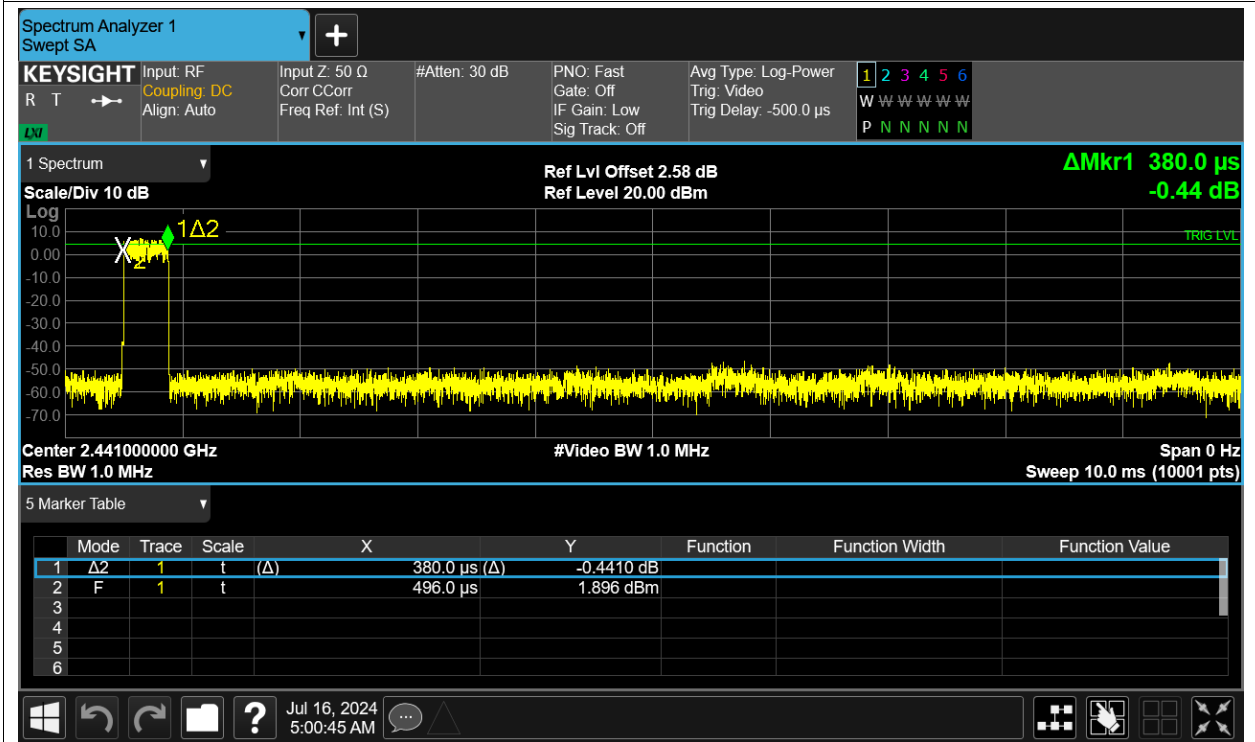 Spectrum Analyzer 1
Swept SA
KEYSIGHT
R T
LXI
Input: RF
Coupling: DC
Align: Auto
Input Z: 50 Ω
Corr CCorr
Freq Ref: Int (S)
#Atten: 30 dB
PNO: Fast
Gate: Off
IF Gain: Low
Sig Track: Off
Avg Type: Log-Power
Trig: Video
Trig Delay: -500.0 µs
1 2 3 4 5 6
W W W W W W
P N N N N N
1 Spectrum
Scale/Div 10 dB
Ref Lvl Offset 2.58 dB
Ref Level 20.00 dBm
ΔMkr1 380.0 µs
-0.44 dB
Log
10.0
0.00
-10.0
-20.0
-30.0
-40.0
-50.0
-60.0
-70.0
X
2
1Δ2
TRIG LVL
Center 2.441000000 GHz
#Video BW 1.0 MHz
Span 0 Hz
Res BW 1.0 MHz
Sweep 10.0 ms (10001 pts)
5 Marker Table
Mode Trace Scale X Y Function Function Width Function Value
1 Δ2 1 t (Δ) 380.0 µs (Δ) -0.4410 dB
2 F 1 t 496.0 µs 1.896 dBm
3
4
5
6
?
Jul 16, 2024
5:00:45 AM